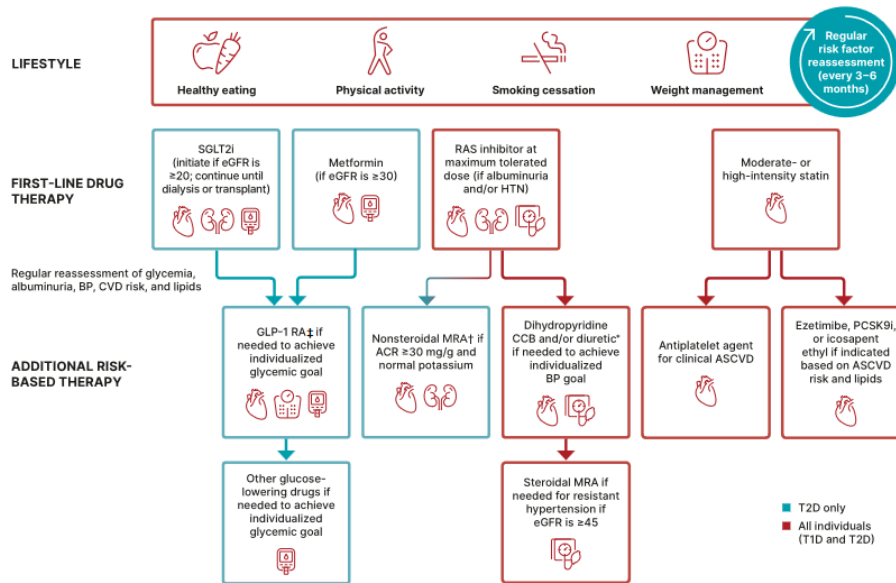 LIFESTYLE
Healthy eating
Physical activity
Smoking cessation
Weight management
Regular
risk factor
reassessment
(every 3–6
months)
FIRST-LINE DRUG
THERAPY
SGLT2i
(initiate if eGFR is
≥20; continue until
dialysis or transplant)
Metformin
(if eGFR is ≥30)
RAS inhibitor at
maximum tolerated
dose (if albuminuria
and/or HTN)
Moderate- or
high-intensity statin
Regular reassessment of glycemia,
albuminuria, BP, CVD risk, and lipids
ADDITIONAL RISK-
BASED THERAPY
GLP-1 RA‡ if
needed to achieve
individualized
glycemic goal
Nonsteroidal MRA† if
ACR ≥30 mg/g and
normal potassium
Dihydropyridine
CCB and/or diuretic*
if needed to achieve
individualized
BP goal
Antiplatelet agent
for clinical ASCVD
Ezetimibe, PCSK9i,
or icosapent
ethyl if indicated
based on ASCVD
risk and lipids
Other glucose-
lowering drugs if
needed to achieve
individualized
glycemic goal
Steroidal MRA if
needed for resistant
hypertension if
eGFR is ≥45
T2D only
All individuals
(T1D and T2D)